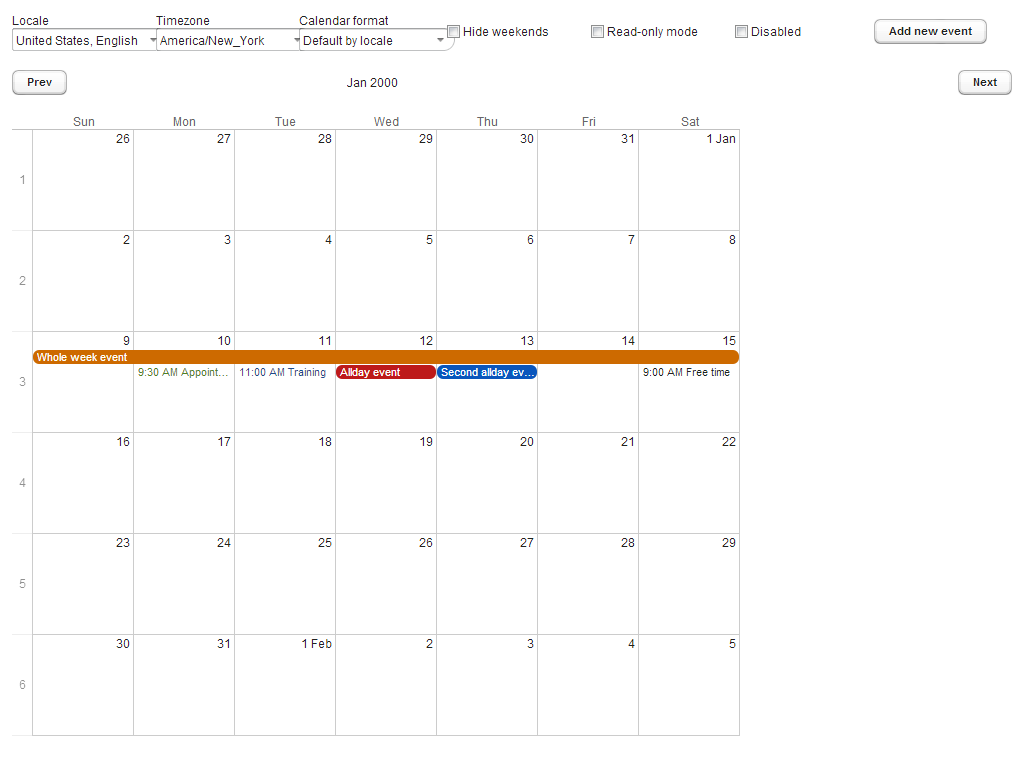 Locale Timezone Calendar format
United States, English America/New_York Default by locale Hide weekends Read-only mode Disabled Add new event
Prev Jan 2000 Next
Sun Mon Tue Wed Thu Fri Sat
26 27 28 29 30 31 1 Jan
1
2 3 4 5 6 7 8
2
9 10 11 12 13 14 15
Whole week event
9:30 AM Appoint... 11:00 AM Training Allday event Second allday ev... 9:00 AM Free time
3
16 17 18 19 20 21 22
4
23 24 25 26 27 28 29
5
30 31 1 Feb 2 3 4 5
6